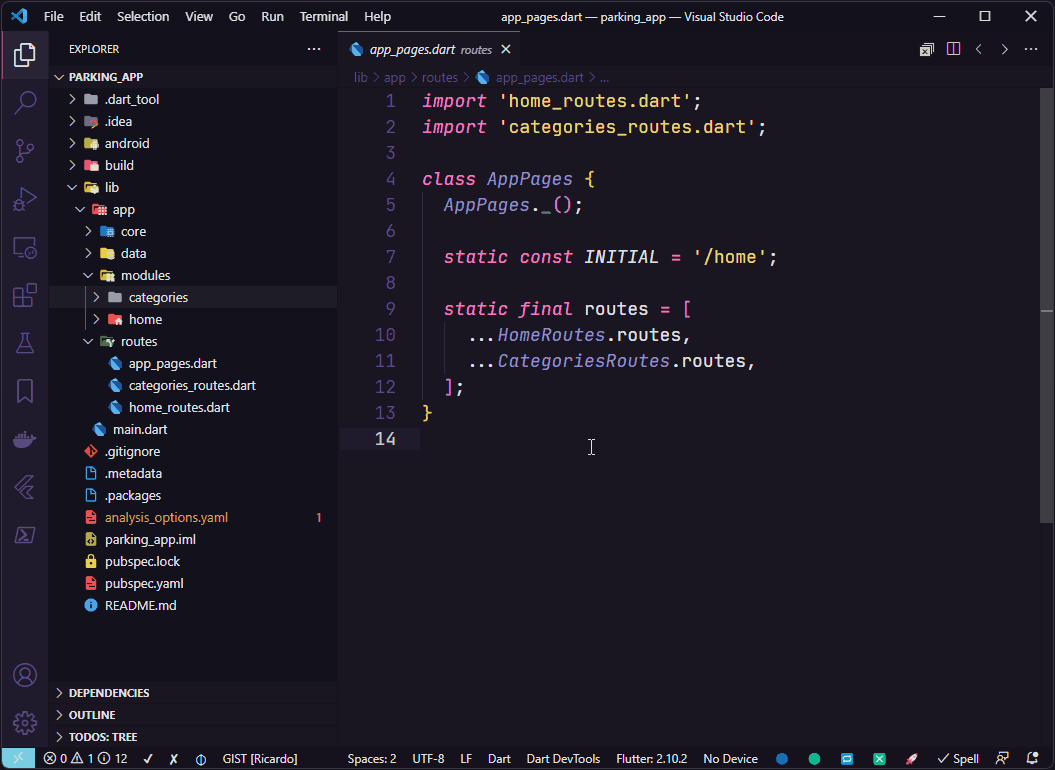 File Edit Selection View Go Run Terminal Help app_pages.dart — parking_app — Visual Studio Code
EXPLORER
PARKING_APP
.dart_tool
.idea
android
build
lib
app
core
data
modules
categories
home
routes
app_pages.dart
categories_routes.dart
home_routes.dart
main.dart
.gitignore
.metadata
.packages
analysis_options.yaml 1
parking_app.iml
pubspec.lock
pubspec.yaml
README.md
DEPENDENCIES
OUTLINE
TODOS: TREE
app_pages.dart routes
lib > app > routes > app_pages.dart > ...
1 import 'home_routes.dart';
2 import 'categories_routes.dart';
3
4 class AppPages {
5 AppPages._();
6
7 static const INITIAL = '/home';
8
9 static final routes = [
10 ...HomeRoutes.routes,
11 ...CategoriesRoutes.routes,
12 ];
13 }
14
0 1 12 GIST [Ricardo] Spaces: 2 UTF-8 LF Dart Dart DevTools Flutter: 2.10.2 No Device Spell